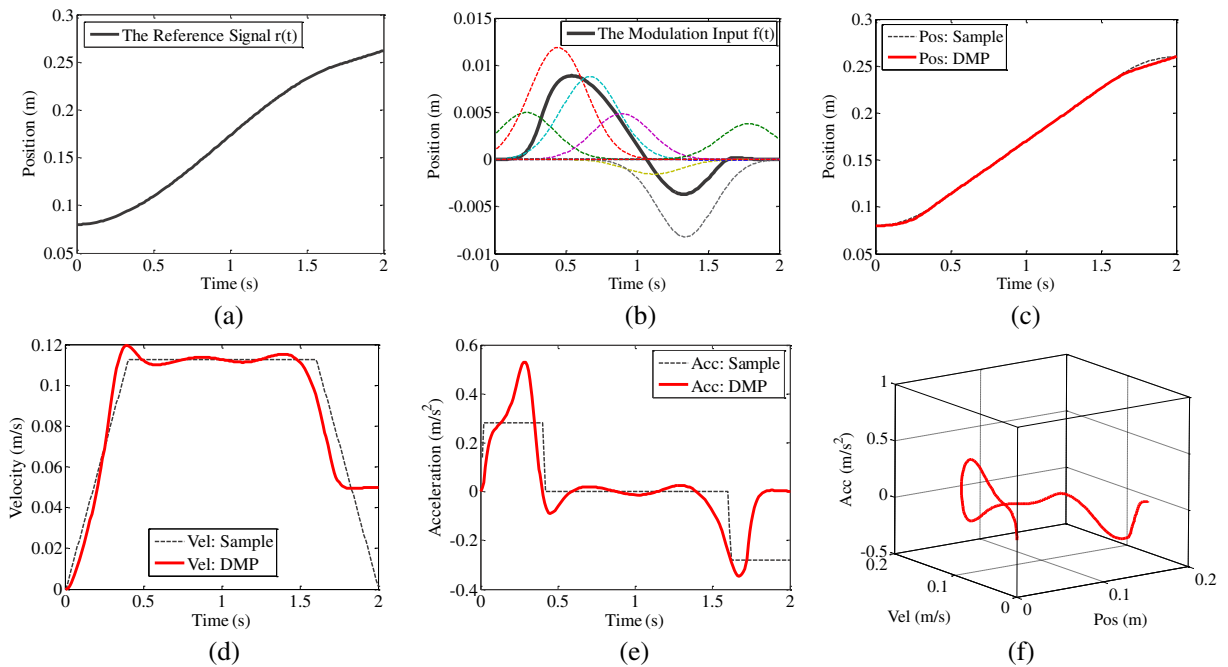 0.3
The Reference Signal r(t)
0.25
0.2
Position (m)
0.15
0.1
0.05
0
0.5
1
1.5
2
Time (s)
(a)
0.015
The Modulation Input f(t)
0.01
0.005
Position (m)
0
-0.005
-0.01
0
0.5
1
1.5
2
Time (s)
(b)
0.3
Pos: Sample
Pos: DMP
0.25
0.2
Position (m)
0.15
0.1
0.05
0
0.5
1
1.5
2
Time (s)
(c)
0.12
0.1
0.08
Velocity (m/s)
0.06
0.04
0.02
0
Vel: Sample
Vel: DMP
0
0.5
1
1.5
2
Time (s)
(d)
0.6
Acc: Sample
Acc: DMP
0.4
0.2
Acceleration (m/s²)
0
-0.2
-0.4
0
0.5
1
1.5
2
Time (s)
(e)
1
0.5
Acc (m/s²)
0
-0.5
0.2
0.1
0
Vel (m/s)
0
0.1
0.2
Pos (m)
(f)